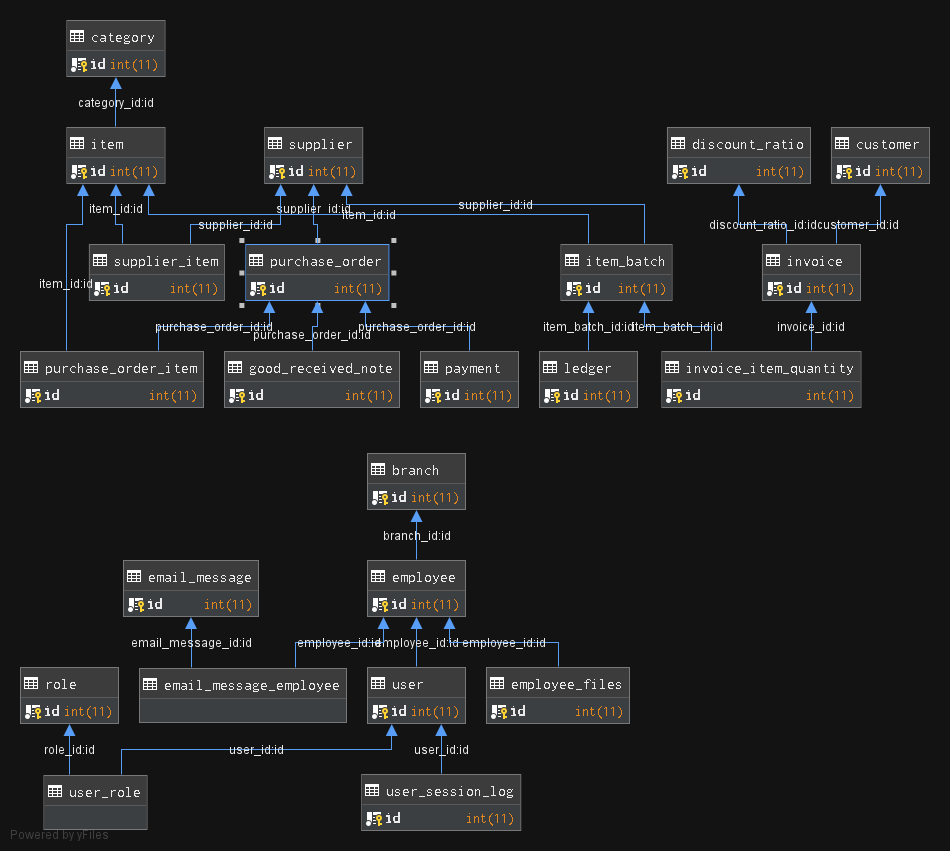 category
id int(11)
category_id:id
item
id int(11)
supplier
id int(11)
discount_ratio
id int(11)
customer
id int(11)
item_id:id
supplier_id:id
supplier_id:id
item_id:id
supplier_id:id
discount_ratio_id:id
customer_id:id
supplier_item
id int(11)
purchase_order
id int(11)
item_batch
id int(11)
invoice
id int(11)
item_id:id
purchase_order_id:id
purchase_order_id:id
purchase_order_id:id
item_batch_id:id
item_batch_id:id
invoice_id:id
purchase_order_item
id int(11)
good_received_note
id int(11)
payment
id int(11)
ledger
id int(11)
invoice_item_quantity
id int(11)
branch
id int(11)
branch_id:id
email_message
id int(11)
employee
id int(11)
email_message_id:id
employee_id:id
employee_id:id
employee_id:id
role
id int(11)
email_message_employee
user
id int(11)
employee_files
id int(11)
role_id:id
user_id:id
user_id:id
user_role
user_session_log
id int(11)
Powered by yFiles